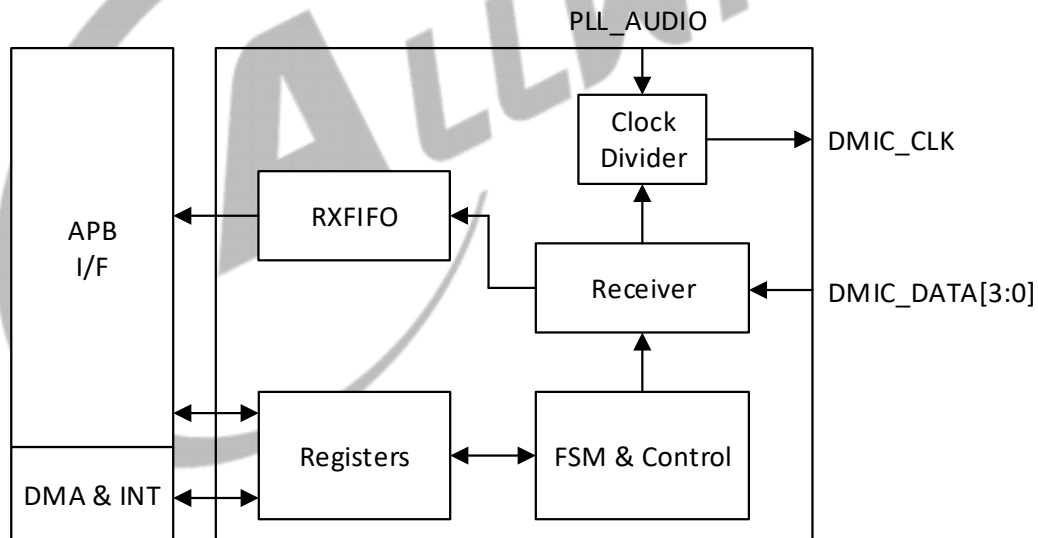 PLL_AUDIO
Clock
Divider
DMIC_CLK
RXFIFO
APB
I/F
Receiver
DMIC_DATA[3:0]
Registers
FSM & Control
DMA & INT